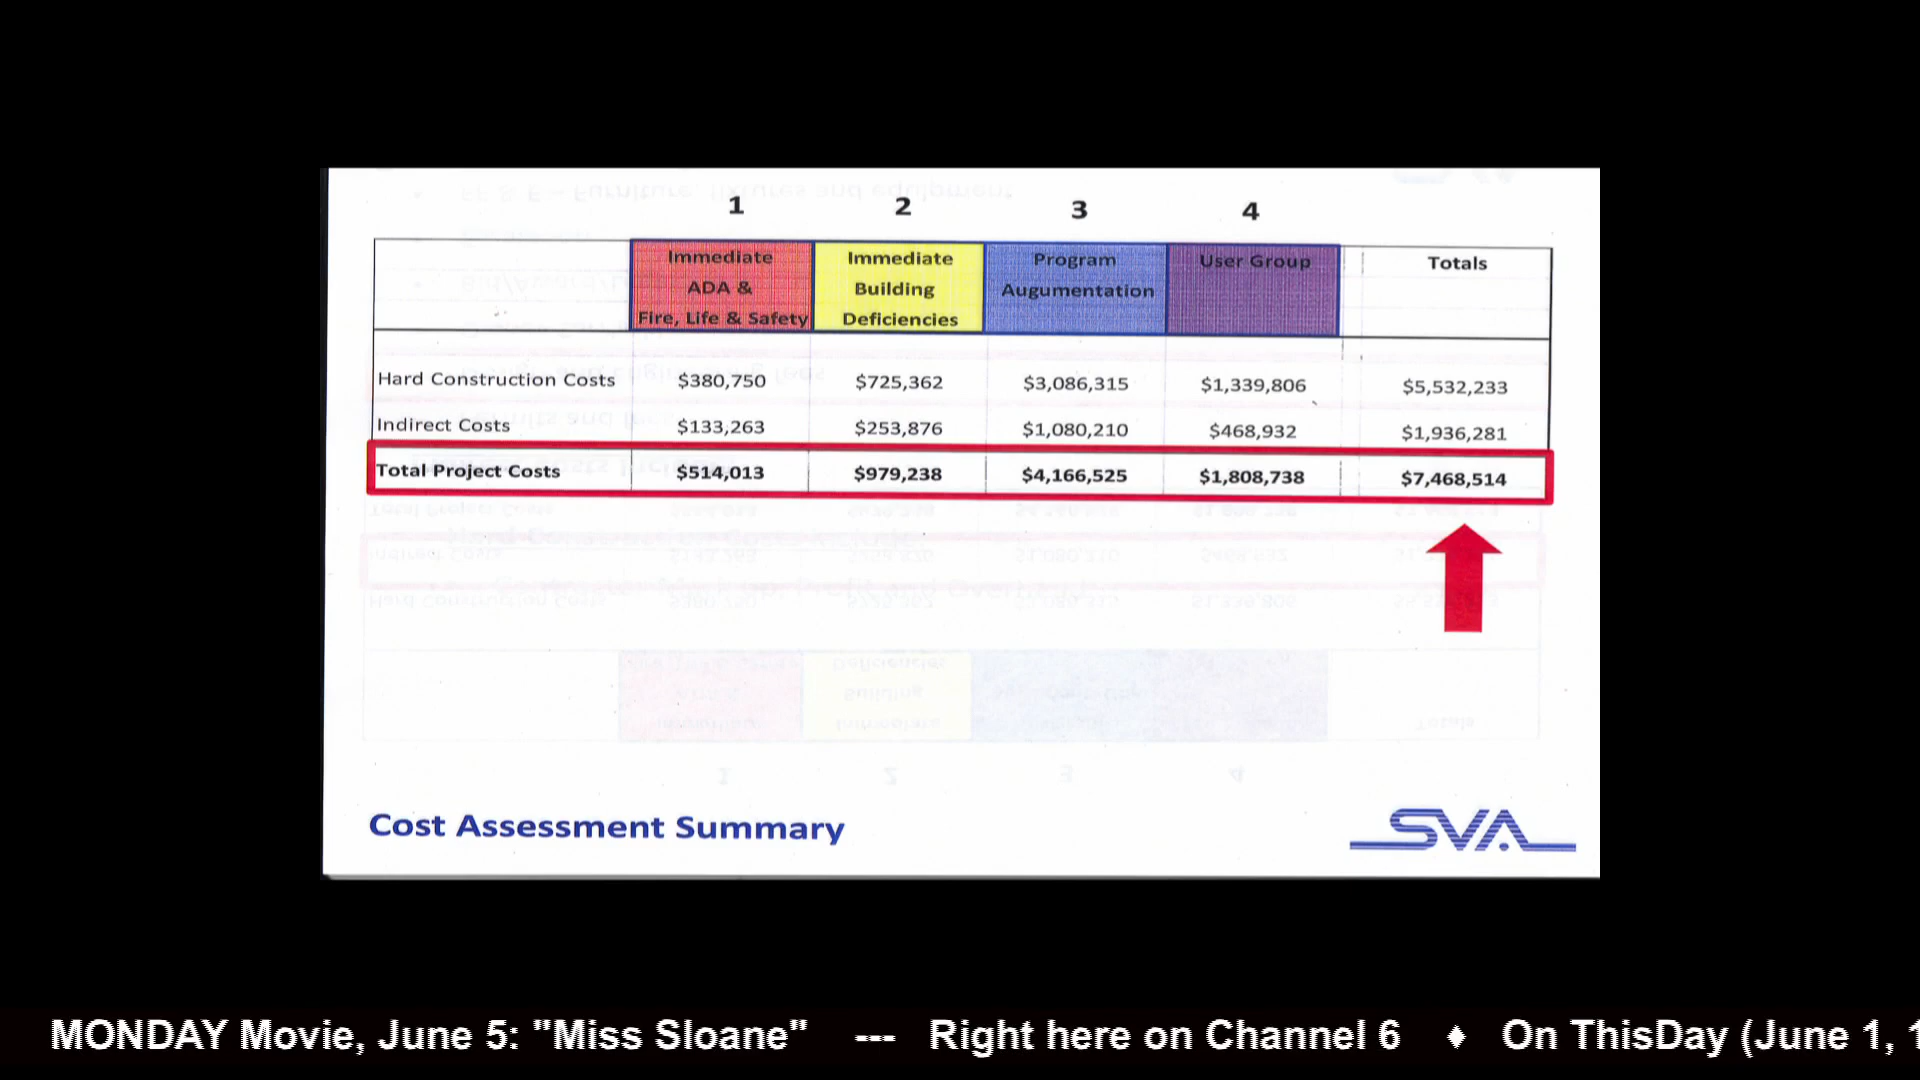 1 2 3 4
Immediate ADA & Fire, Life & Safety Immediate Building Deficiencies Program Augumentation User Group Totals
Hard Construction Costs $380,750 $725,362 $3,086,315 $1,339,806 $5,532,233
Indirect Costs $133,263 $253,876 $1,080,210 $468,932 $1,936,281
Total Project Costs $514,013 $979,238 $4,166,525 $1,808,738 $7,468,514
Cost Assessment Summary
SVA
MONDAY Movie, June 5: "Miss Sloane" --- Right here on Channel 6 ♦ On ThisDay (June 1, 1